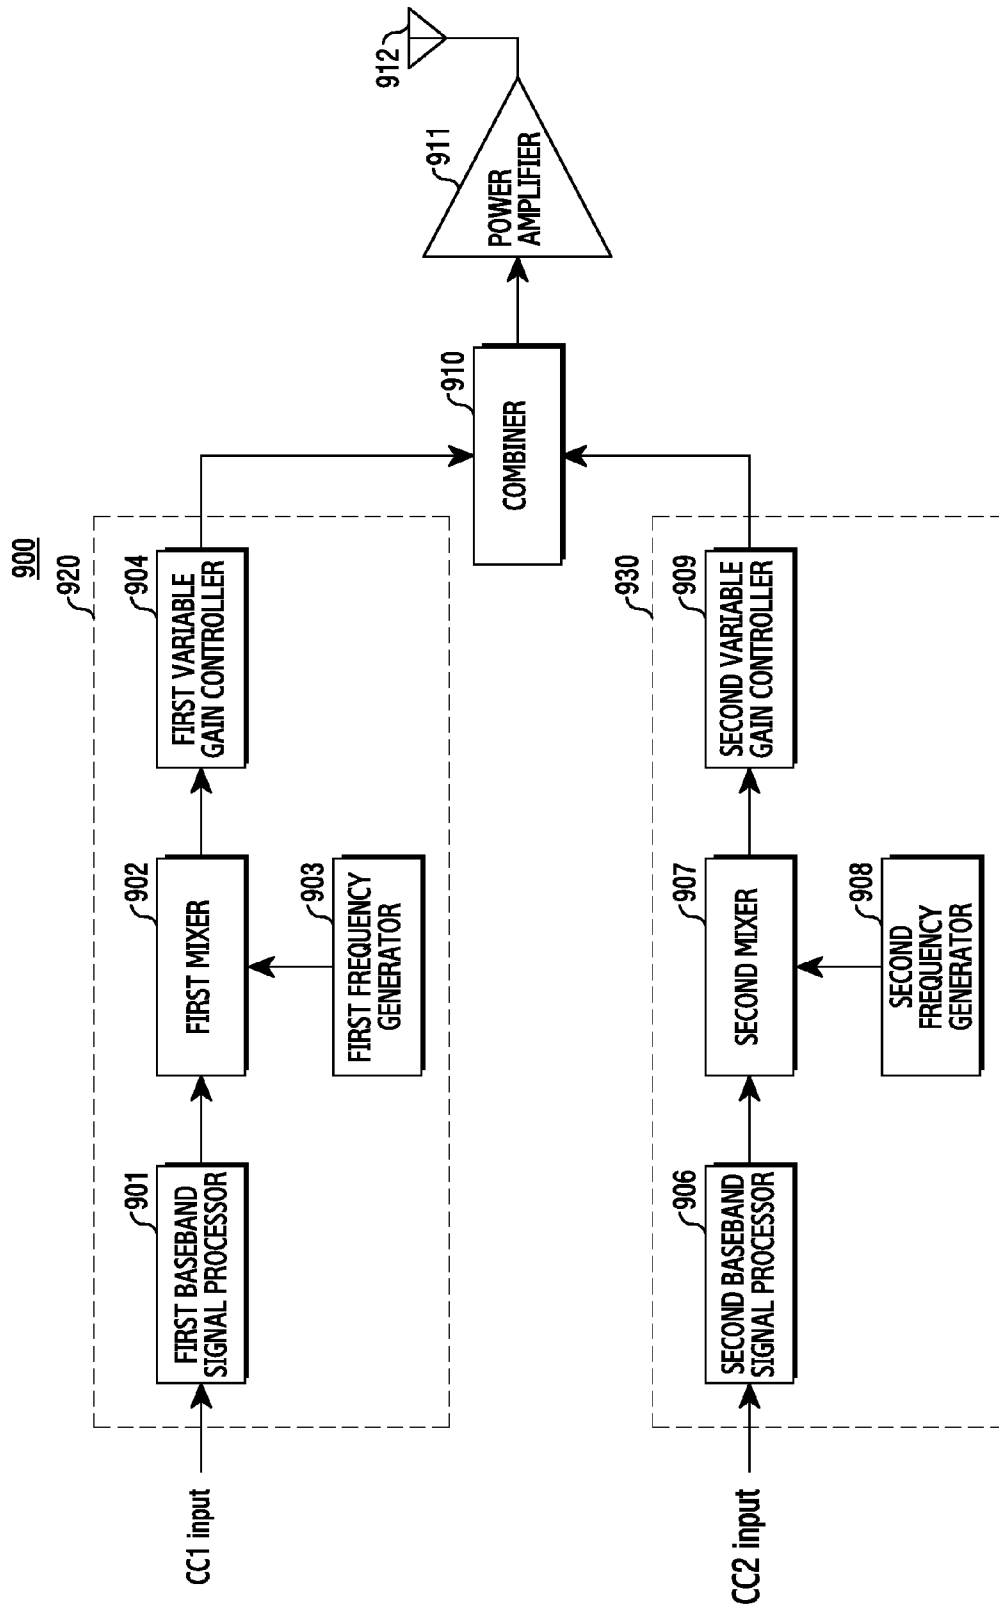 900
920
CC1 input
901
FIRST BASEBAND
SIGNAL PROCESSOR
902
FIRST MIXER
903
FIRST FREQUENCY
GENERATOR
904
FIRST VARIABLE
GAIN CONTROLLER
930
CC2 input
906
SECOND BASEBAND
SIGNAL PROCESSOR
907
SECOND MIXER
908
SECOND
FREQUENCY
GENERATOR
909
SECOND VARIABLE
GAIN CONTROLLER
910
COMBINER
911
POWER
AMPLIFIER
912